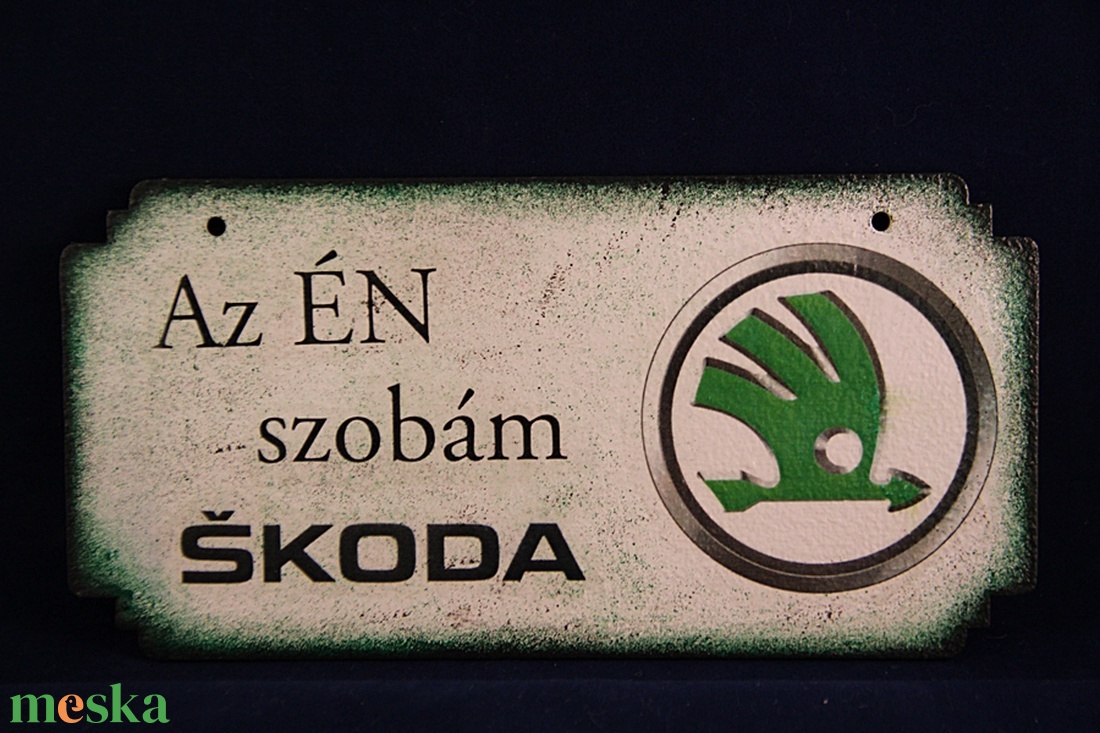 Az ÉN
szobám
ŠKODA
meska